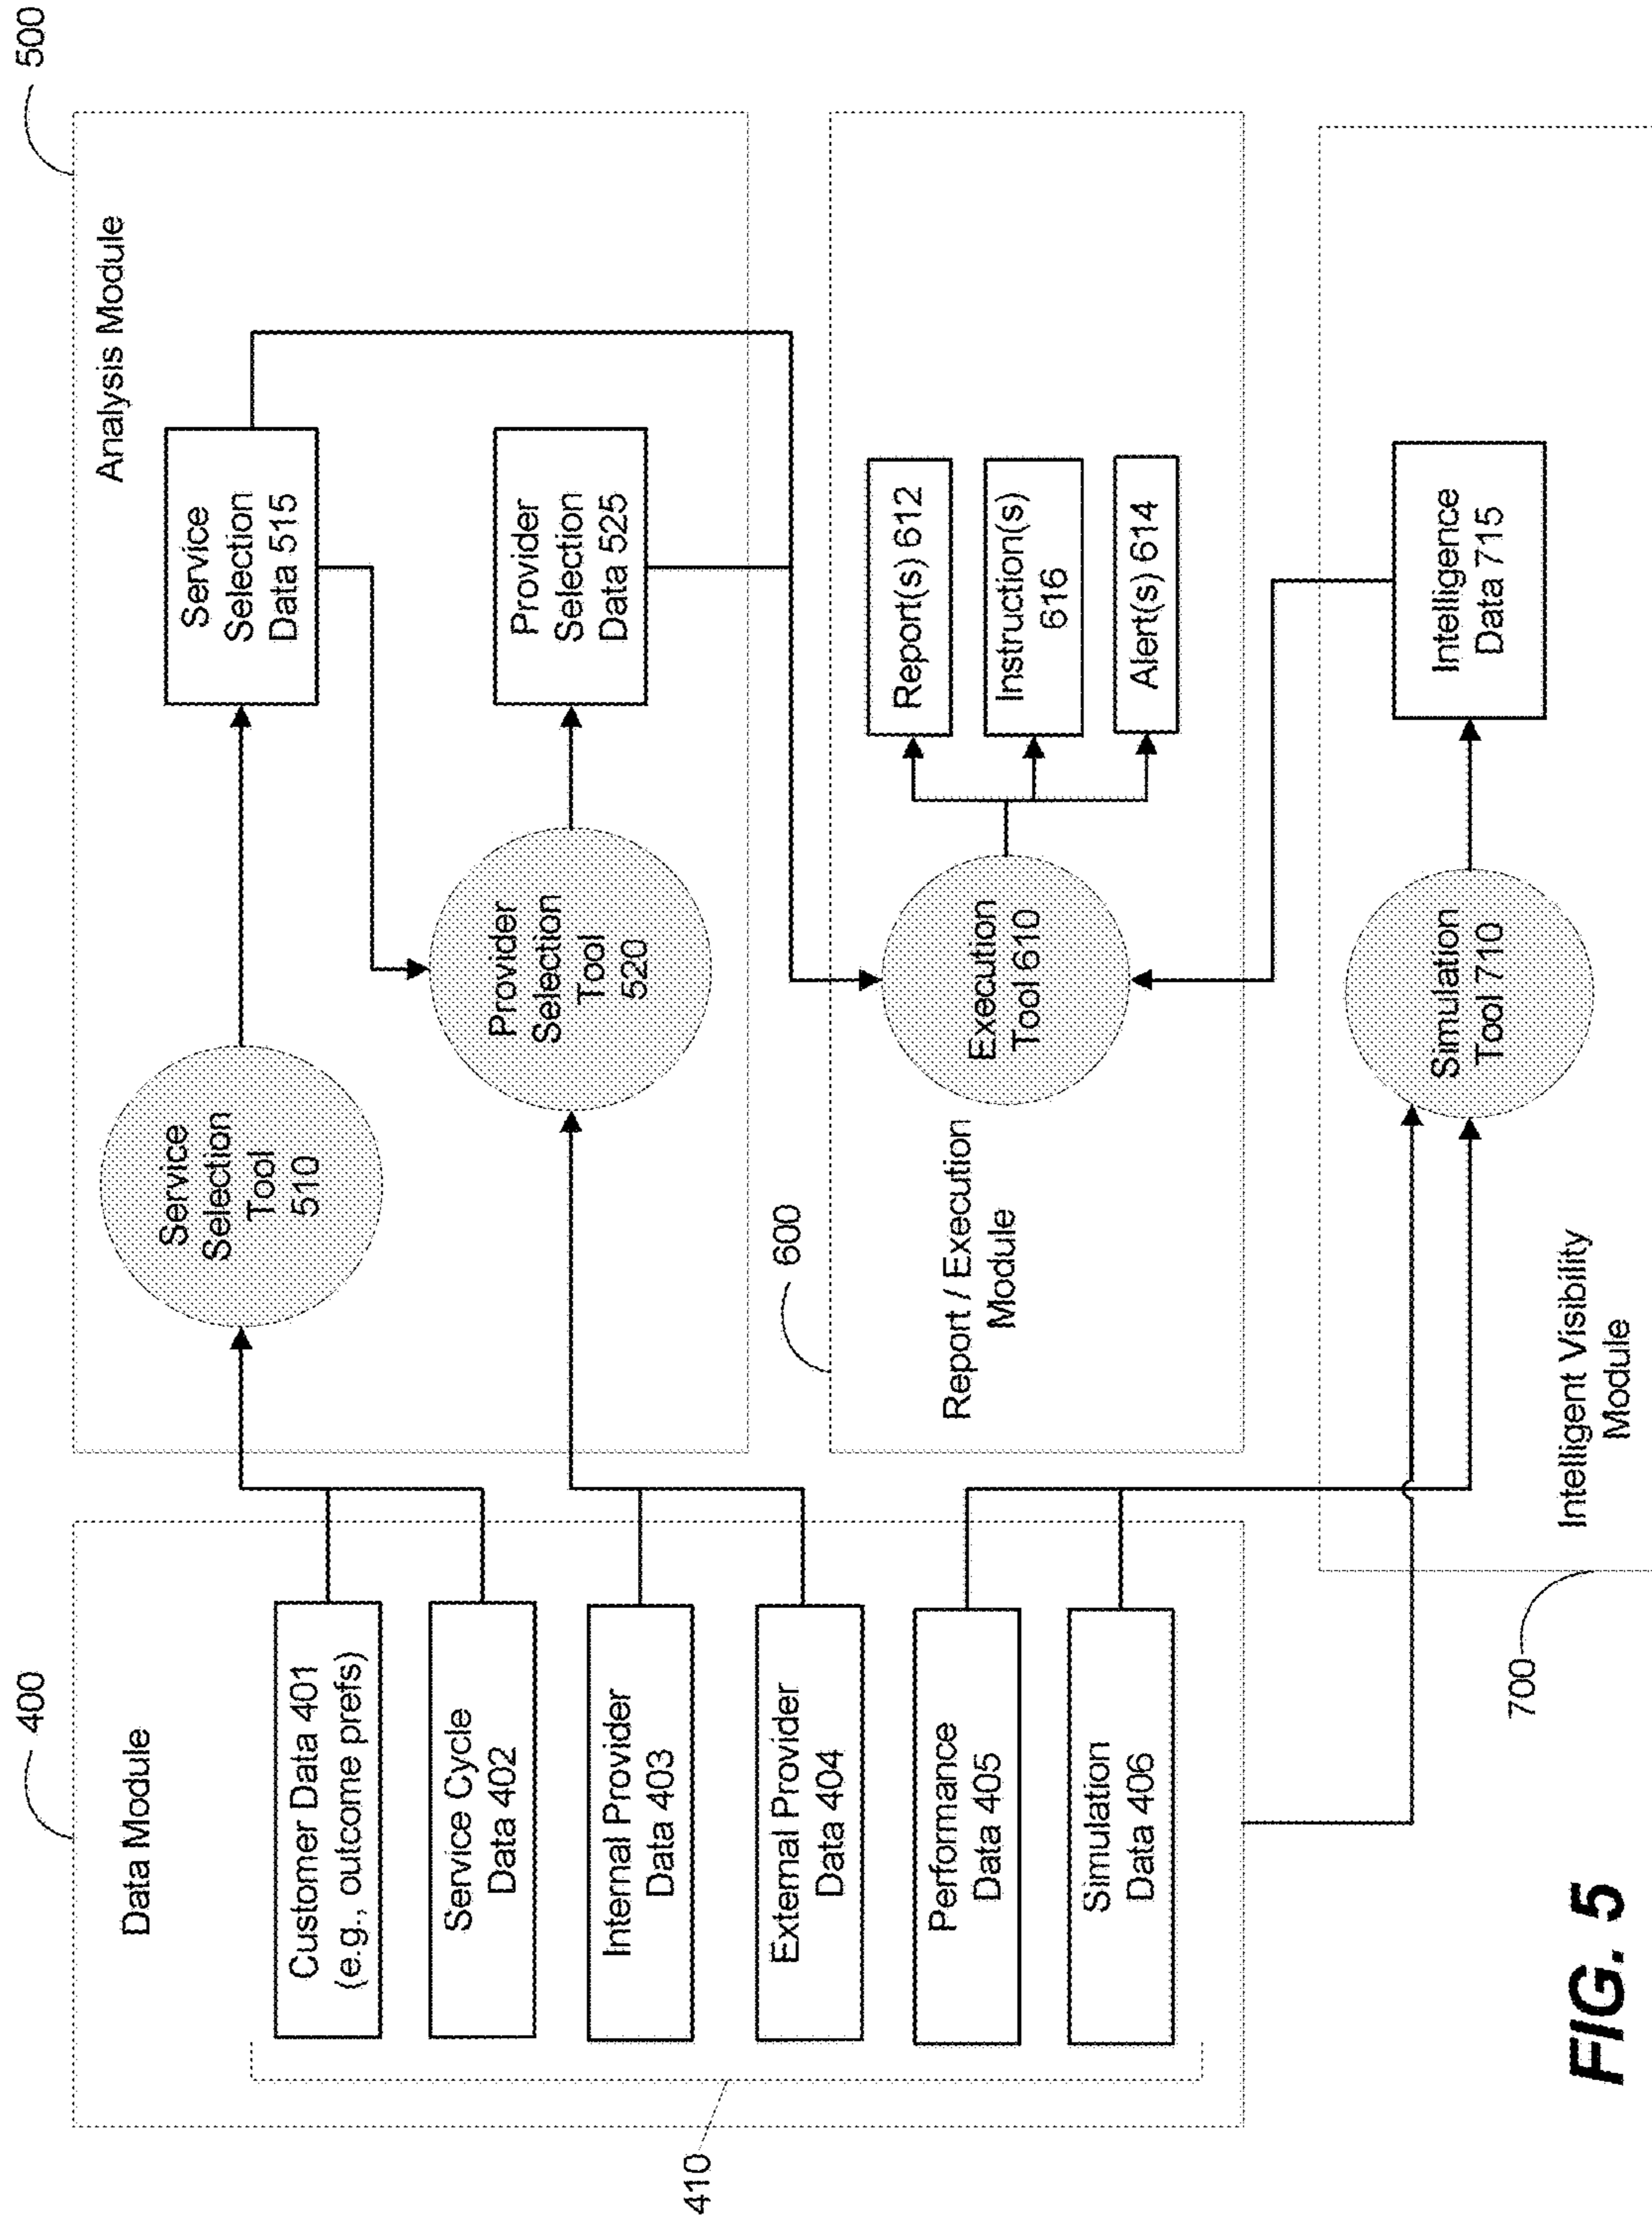 400
Data Module
Customer Data 401
(e.g., outcome prefs)
Service Cycle
Data 402
Internal Provider
Data 403
External Provider
Data 404
Performance
Data 405
Simulation
Data 406
410
500
Analysis Module
Service
Selection
Tool
510
Service
Selection
Data 515
Provider
Selection
Tool
520
Provider
Selection
Data 525
600
Report / Execution
Module
Execution
Tool 610
Report(s) 612
Instruction(s)
616
Alert(s) 614
700
Intelligent Visibility
Module
Simulation
Tool 710
Intelligence
Data 715
FIG. 5